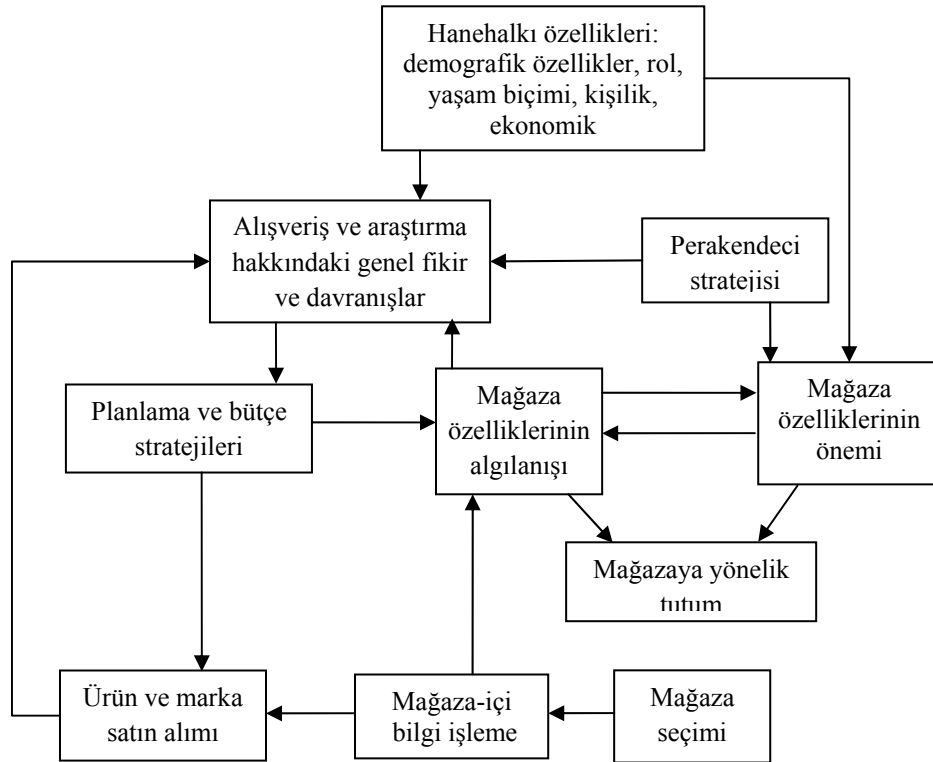 Hanehalkı özellikleri:
demografik özellikler, rol,
yaşam biçimi, kişilik,
ekonomik
Alışveriş ve araştırma
hakkındaki genel fikir
ve davranışlar
Perakendeci
stratejisi
Planlama ve bütçe
stratejileri
Mağaza
özelliklerinin
algılanışı
Mağaza
özelliklerinin
önemi
Mağazaya yönelik
tutum
Ürün ve marka
satın alımı
Mağaza-içi
bilgi işleme
Mağaza
seçimi